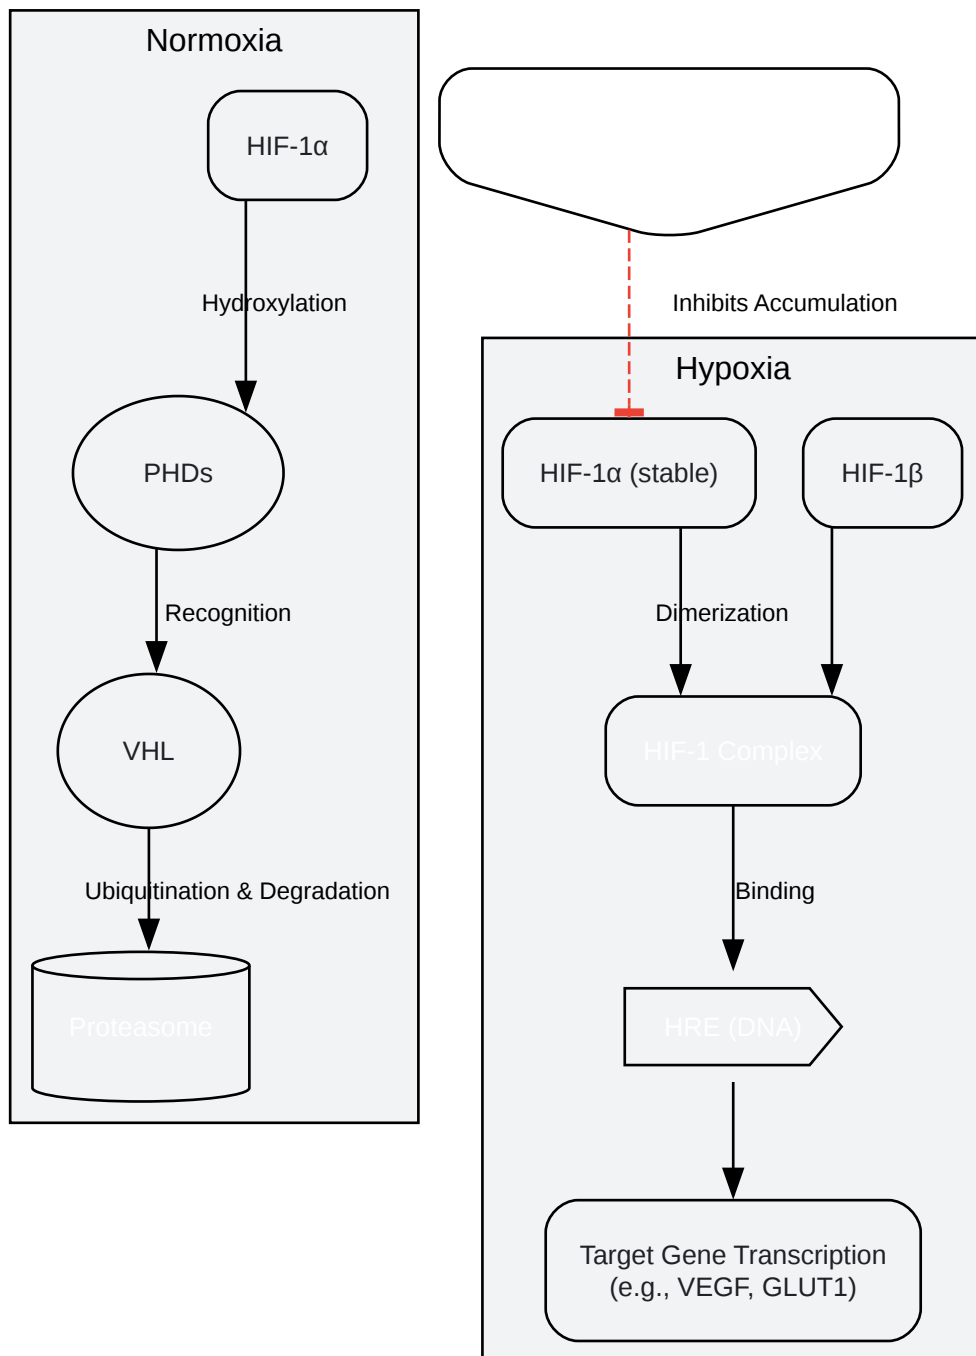 Normoxia
HIF-1α
Hydroxylation
PHDs
Recognition
VHL
Ubiquitination & Degradation
Proteasome
Inhibits Accumulation
Hypoxia
HIF-1α (stable)
HIF-1β
Dimerization
HIF-1 Complex
Binding
HRE (DNA)
Target Gene Transcription
(e.g., VEGF, GLUT1)